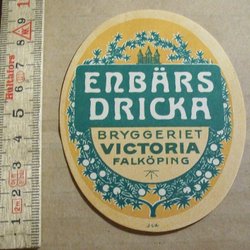 ENBÄRS
DRICKA
BRYGGERIET
VICTORIA
FALKÖPING